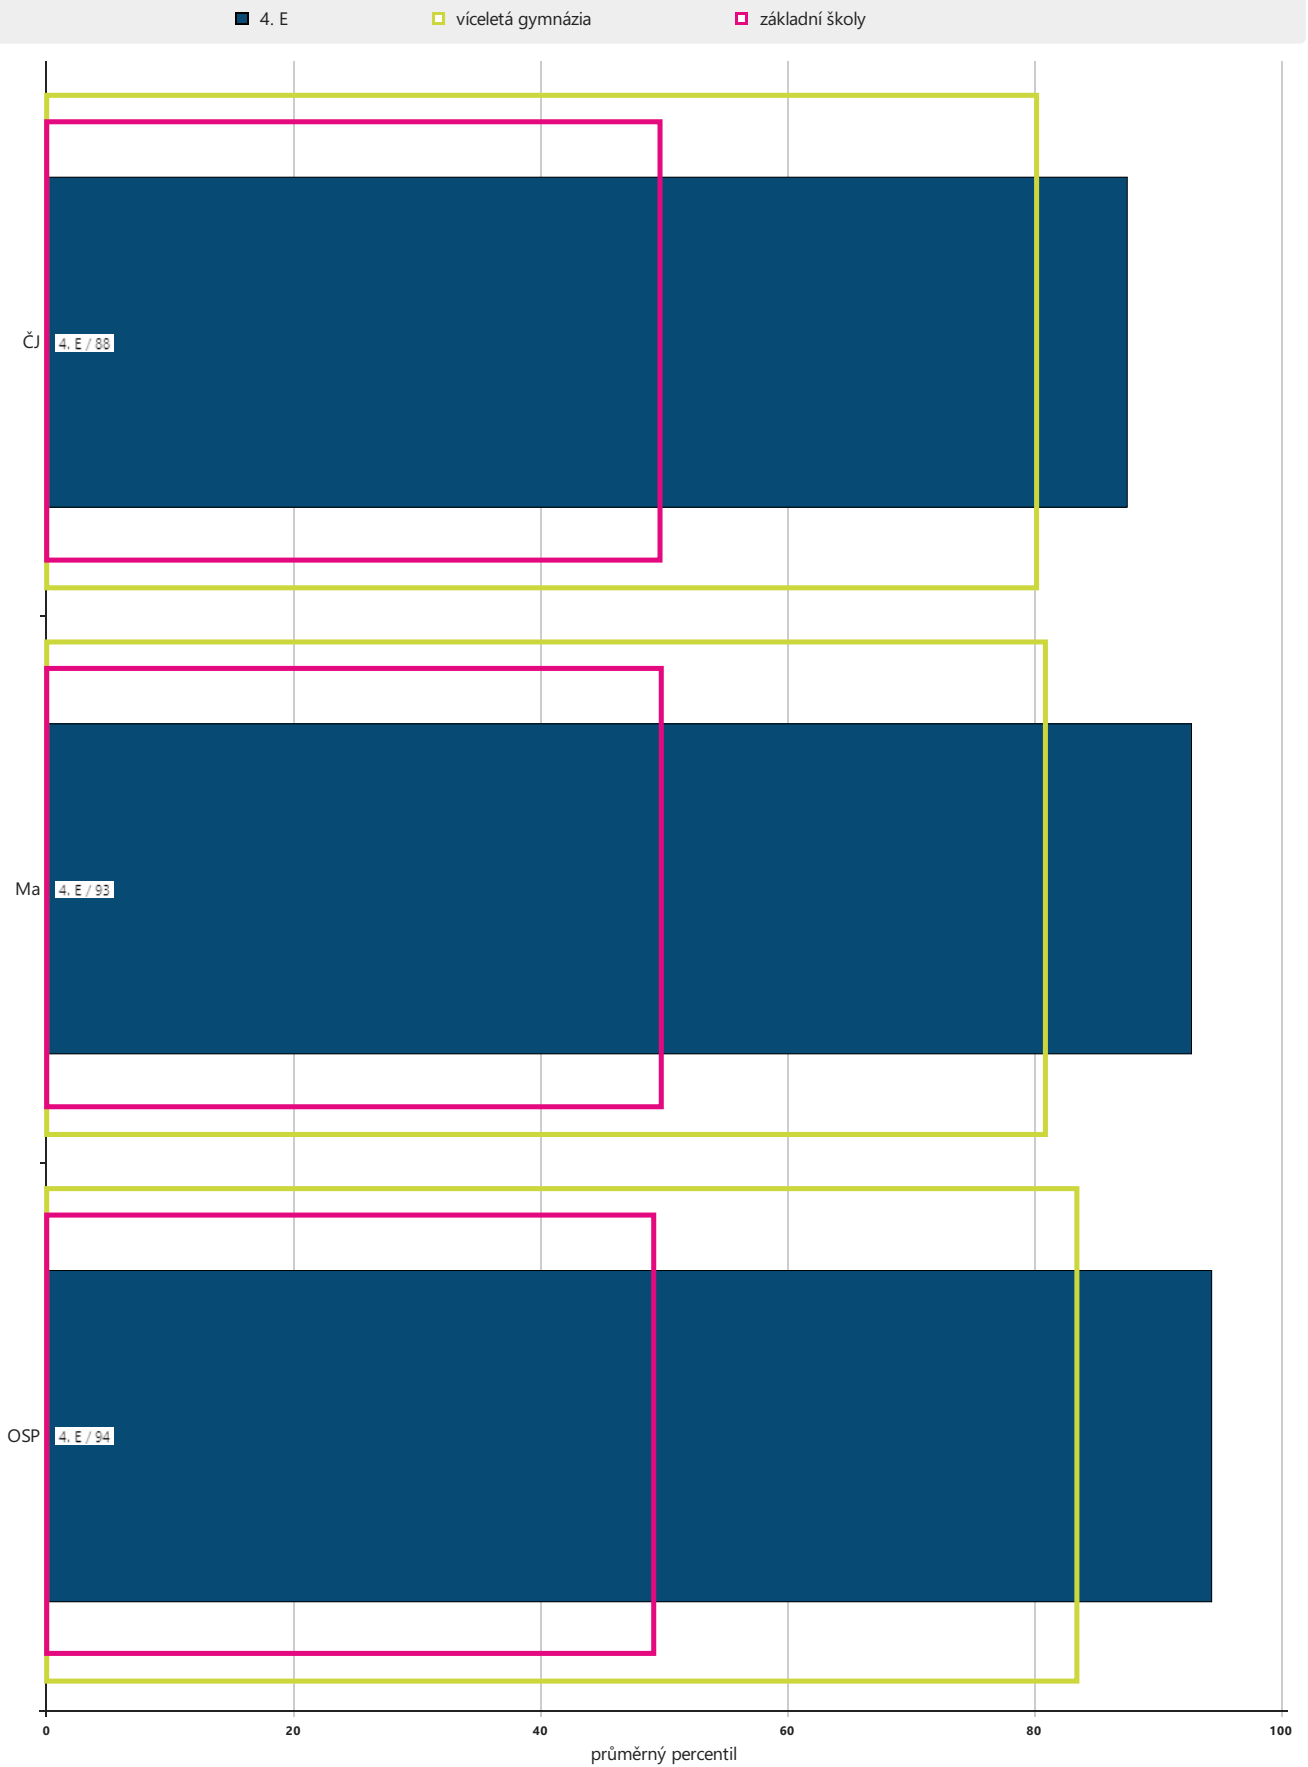 4. E víceletá gymnázia základní školy
ČJ 4. E / 88
Ma 4. E / 93
OSP 4. E / 94
0 20 40 60 80 100
průměrný percentil